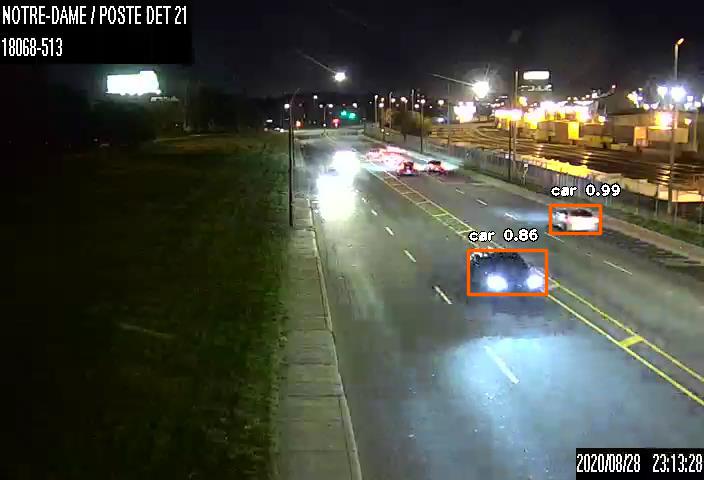 NOTRE-DAME / POSTE DET 21
18068-513
car 0.99
car 0.86
2020/08/28 23:13:28